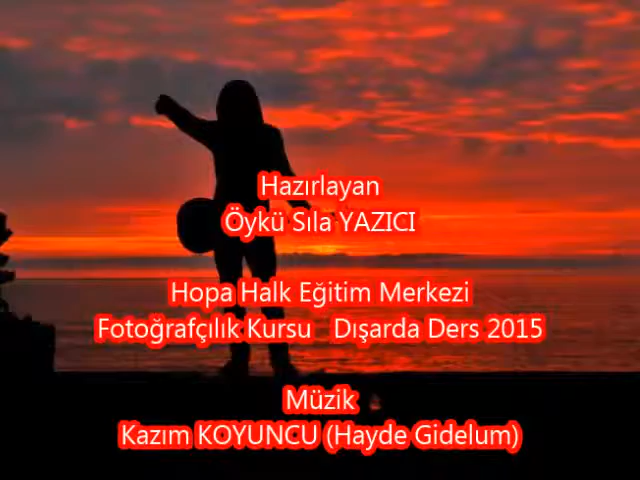 Hazırlayan
Öykü Sıla YAZICI
Hopa Halk Eğitim Merkezi
Fotoğrafçılık Kursu Dışarda Ders 2015
Müzik
Kazım KOYUNCU (Hayde Gidelum)